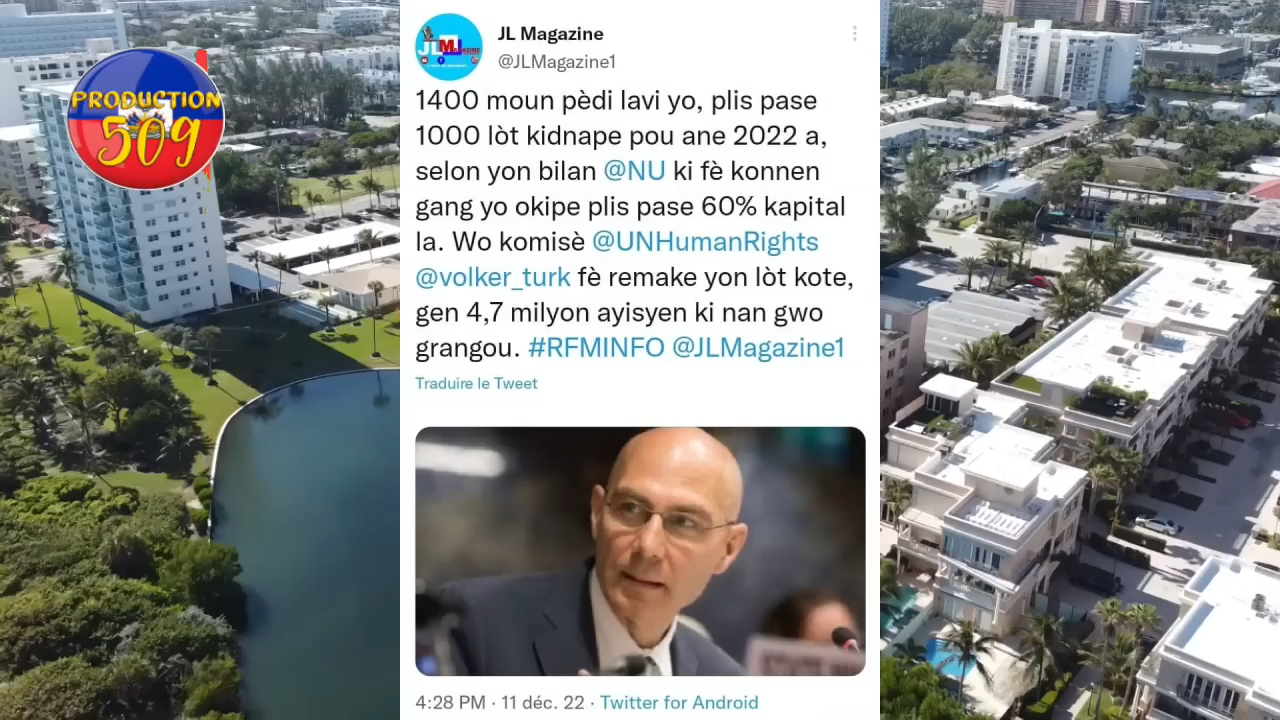 PRODUCTION
509
JL Magazine
@JLMagazine1
1400 moun pèdi lavi yo, plis pase
1000 lòt kidnape pou ane 2022 a,
selon yon bilan @NU ki fè konnen
gang yo okipe plis pase 60% kapital
la. Wo komisè @UNHumanRights
@volker_turk fè remake yon lòt kote,
gen 4,7 milyon ayisyen ki nan gwo
grangou. #RFMINFO @JLMagazine1
Traduire le Tweet
4:28 PM · 11 déc. 22 · Twitter for Android